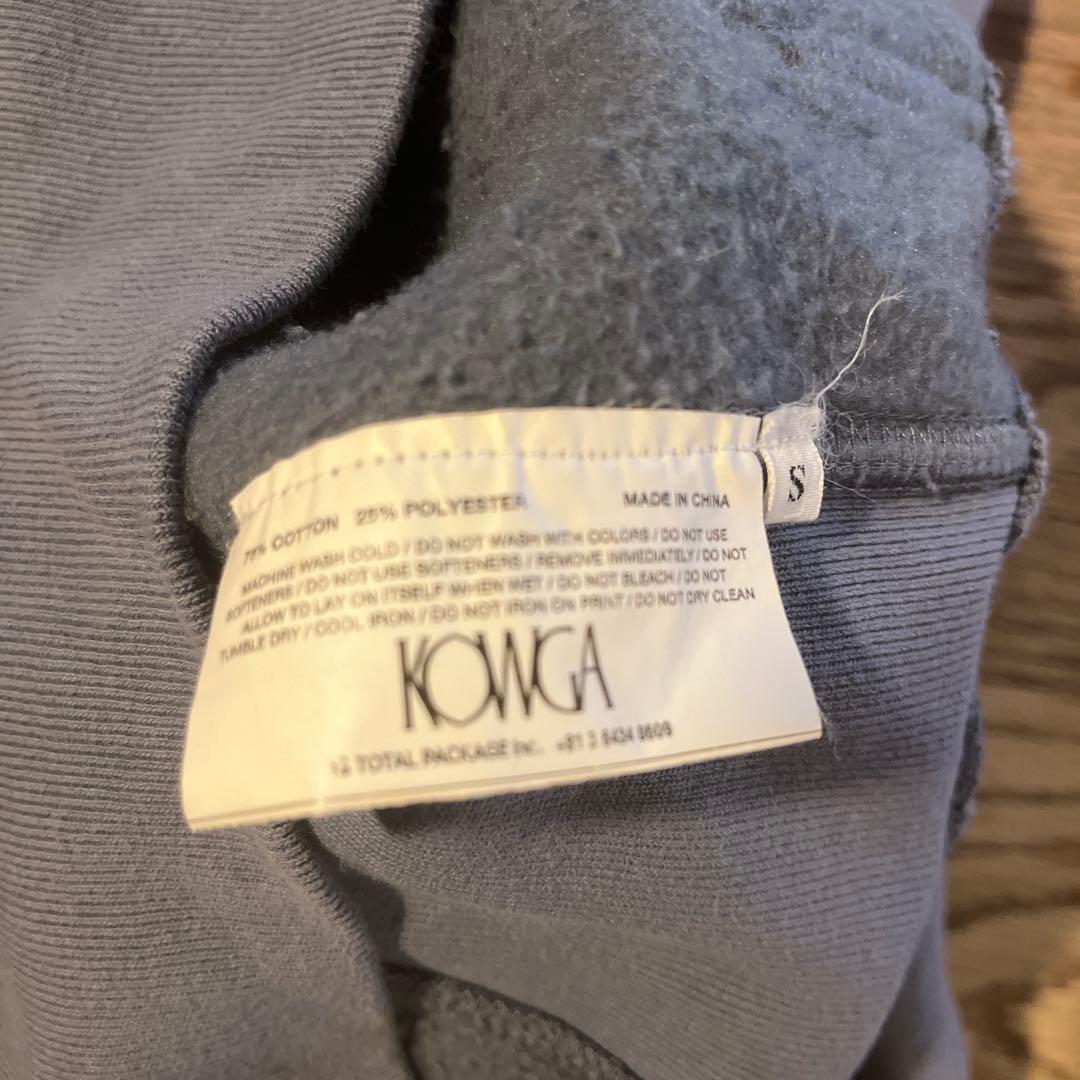 75% COTTON 25% POLYESTER MADE IN CHINA
MACHINE WASH COLD / DO NOT WASH WITH COLORS / DO NOT USE
SOFTENERS / DO NOT USE SOFTENERS / REMOVE IMMEDIATELY / DO NOT
ALLOW TO LAY ON ITSELF WHEN WET / DO NOT BLEACH / DO NOT
TUMBLE DRY / COOL IRON / DO NOT IRON ON PRINT / DO NOT DRY CLEAN
KOWGA
TOTAL PACKAGE Inc. +81 3 6434 0609
S